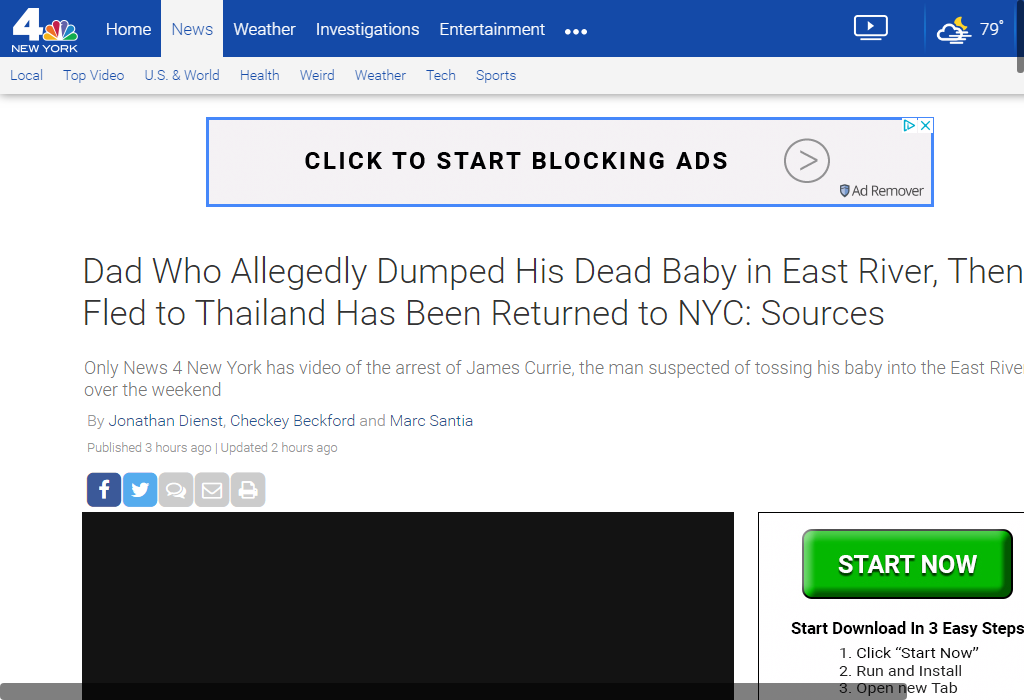 4
NEW YORK
Home News Weather Investigations Entertainment
79°
Local Top Video U.S. & World Health Weird Weather Tech Sports
CLICK TO START BLOCKING ADS
Ad Remover
Dad Who Allegedly Dumped His Dead Baby in East River, Then
Fled to Thailand Has Been Returned to NYC: Sources
Only News 4 New York has video of the arrest of James Currie, the man suspected of tossing his baby into the East Rive
over the weekend
By Jonathan Dienst, Checkey Beckford and Marc Santia
Published 3 hours ago | Updated 2 hours ago
START NOW
Start Download In 3 Easy Steps
1. Click “Start Now”
2. Run and Install
3. Open new Tab